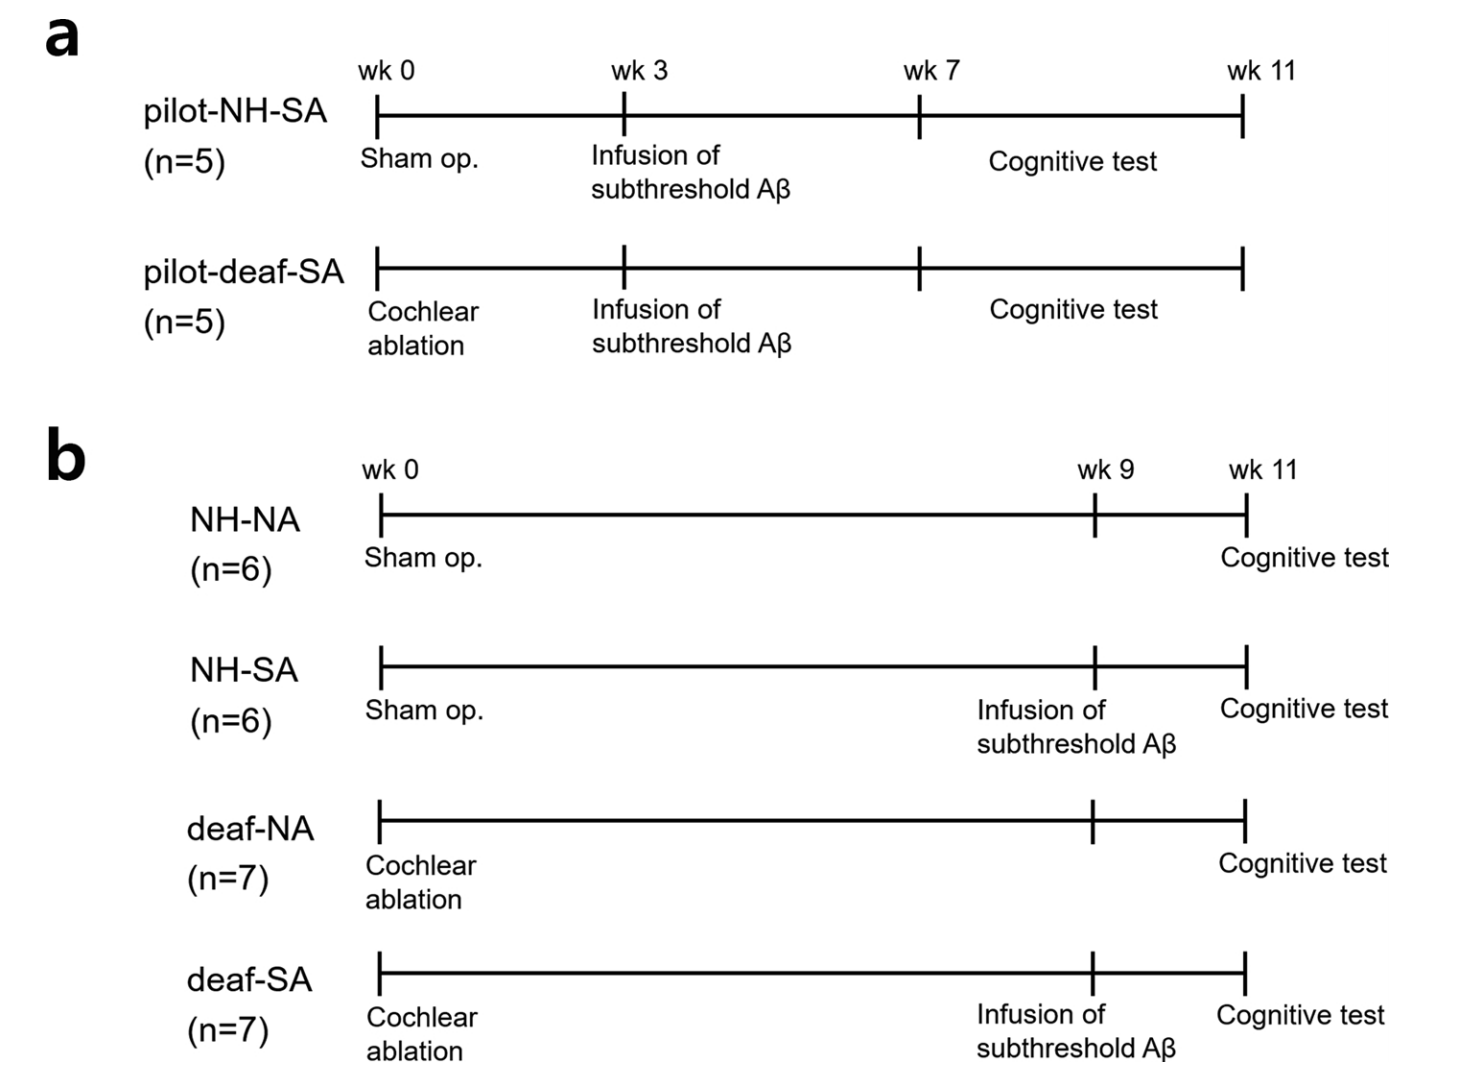 a
wk 0 wk 3 wk 7 wk 11
pilot-NH-SA
(n=5)
Sham op.
Infusion of
subthreshold Aβ
Cognitive test
pilot-deaf-SA
(n=5)
Cochlear
ablation
Infusion of
subthreshold Aβ
Cognitive test
b
wk 0 wk 9 wk 11
NH-NA
(n=6)
Sham op.
Cognitive test
NH-SA
(n=6)
Sham op.
Infusion of
subthreshold Aβ
Cognitive test
deaf-NA
(n=7)
Cochlear
ablation
Cognitive test
deaf-SA
(n=7)
Cochlear
ablation
Infusion of
subthreshold Aβ
Cognitive test